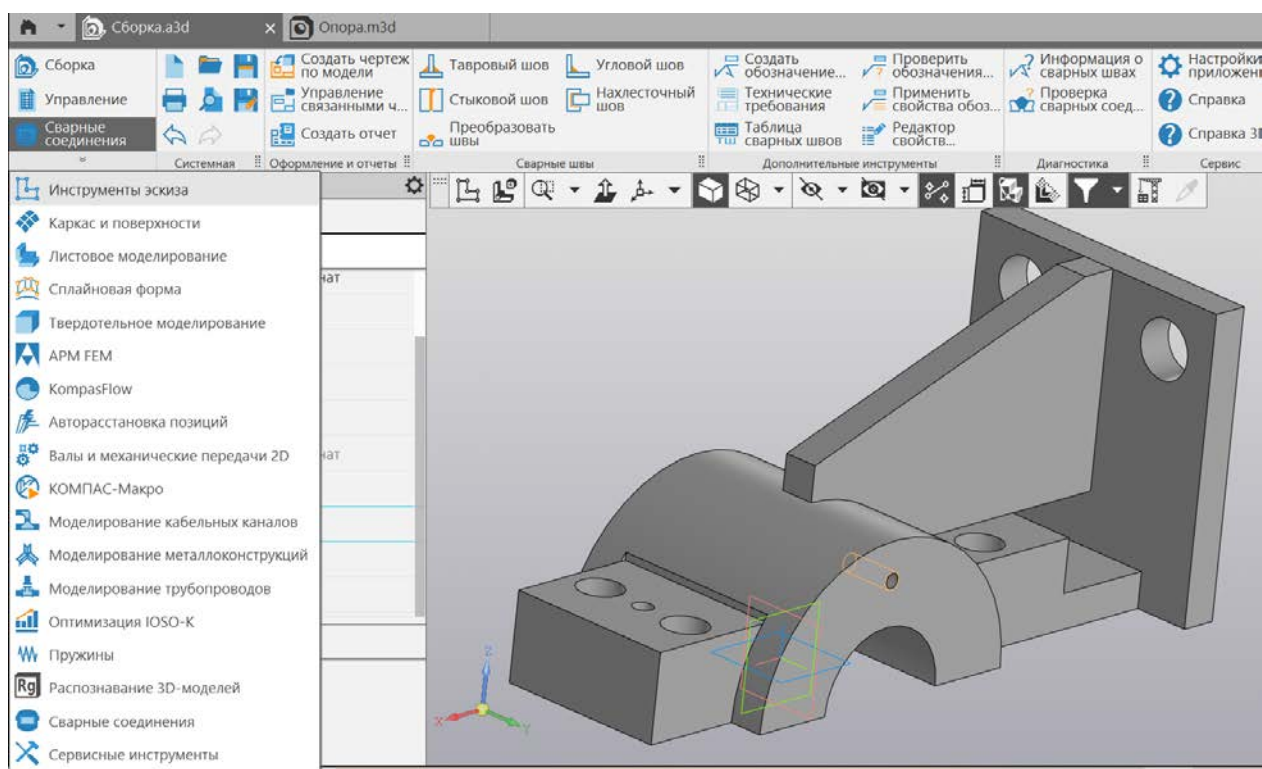 Сборка.a3d
Опора.m3d
Сборка
Управление
Сварные
соединения
Системная
Создать чертеж
по модели
Управление
связанными ч...
Создать отчет
Оформление и отчеты
Тавровый шов
Угловой шов
Стыковой шов
Нахлесточный
шов
Преобразовать
швы
Сварные швы
Создать
обозначение...
Проверить
обозначения...
Технические
требования
Применить
свойства обоз...
Таблица
сварных швов
Редактор
свойств...
Дополнительные инструменты
Информация о
сварных швах
Проверка
сварных соед...
Диагностика
Настройки
приложени
Справка
Справка 3D
Сервис
Инструменты эскиза
Каркас и поверхности
Листовое моделирование
Сплайновая форма
Твердотельное моделирование
APM FEM
KompasFlow
Авторасстановка позиций
Валы и механические передачи 2D
КОМПАС-Макро
Моделирование кабельных каналов
Моделирование металлоконструкций
Моделирование трубопроводов
Оптимизация IOSO-K
Пружины
Rg Распознавание 3D-моделей
Сварные соединения
Сервисные инструменты
нат
нат
Z
X
Y